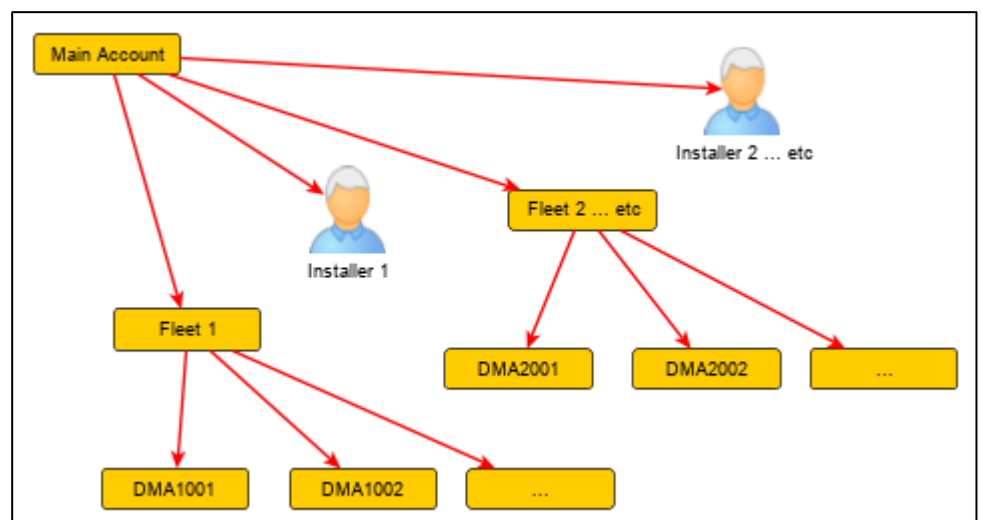 Main Account
Installer 2 ... etc
Fleet 2 ... etc
Installer 1
Fleet 1
DMA2001
DMA2002
...
DMA1001
DMA1002
...